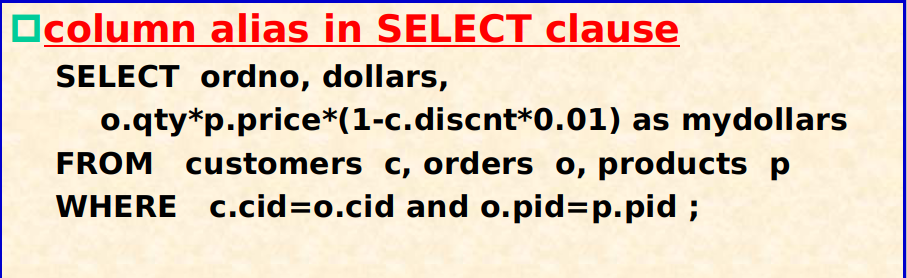 column alias in SELECT clause
SELECT ordno, dollars,
o.qty*p.price*(1-c.discnt*0.01) as mydollars
FROM customers c, orders o, products p
WHERE c.cid=o.cid and o.pid=p.pid ;